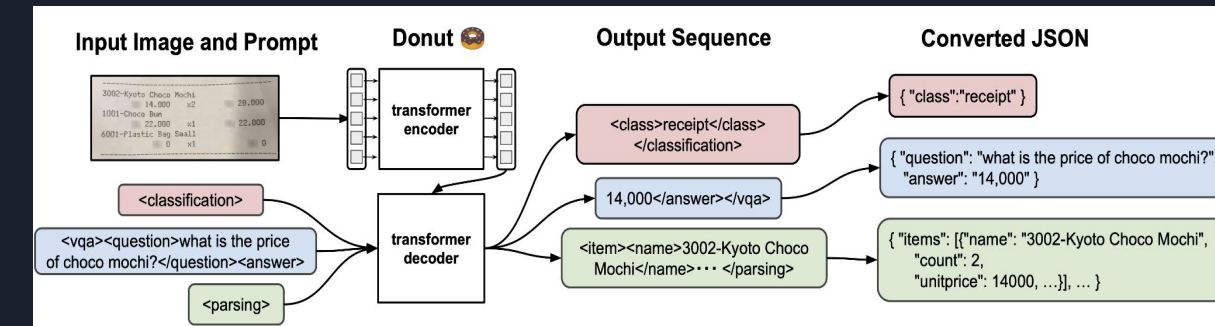 Input Image and Prompt
Donut 🍩
Output Sequence
Converted JSON
3002-Kyoto Choco Mochi
14.000 x2 28.000
1001-Choco Bun
22.000 x1 22.000
6001-Plastic Bag Small
0 x1 0
<classification>
<vqa><question>what is the price
of choco mochi?</question><answer>
<parsing>
transformer
encoder
transformer
decoder
<class>receipt</class>
</classification>
14,000</answer></vqa>
<item><name>3002-Kyoto Choco
Mochi</name>··· </parsing>
{ "class":"receipt" }
{ "question": "what is the price of choco mochi?"
"answer": "14,000" }
{ "items": [{"name": "3002-Kyoto Choco Mochi",
"count": 2,
"unitprice": 14000, ...}], ... }